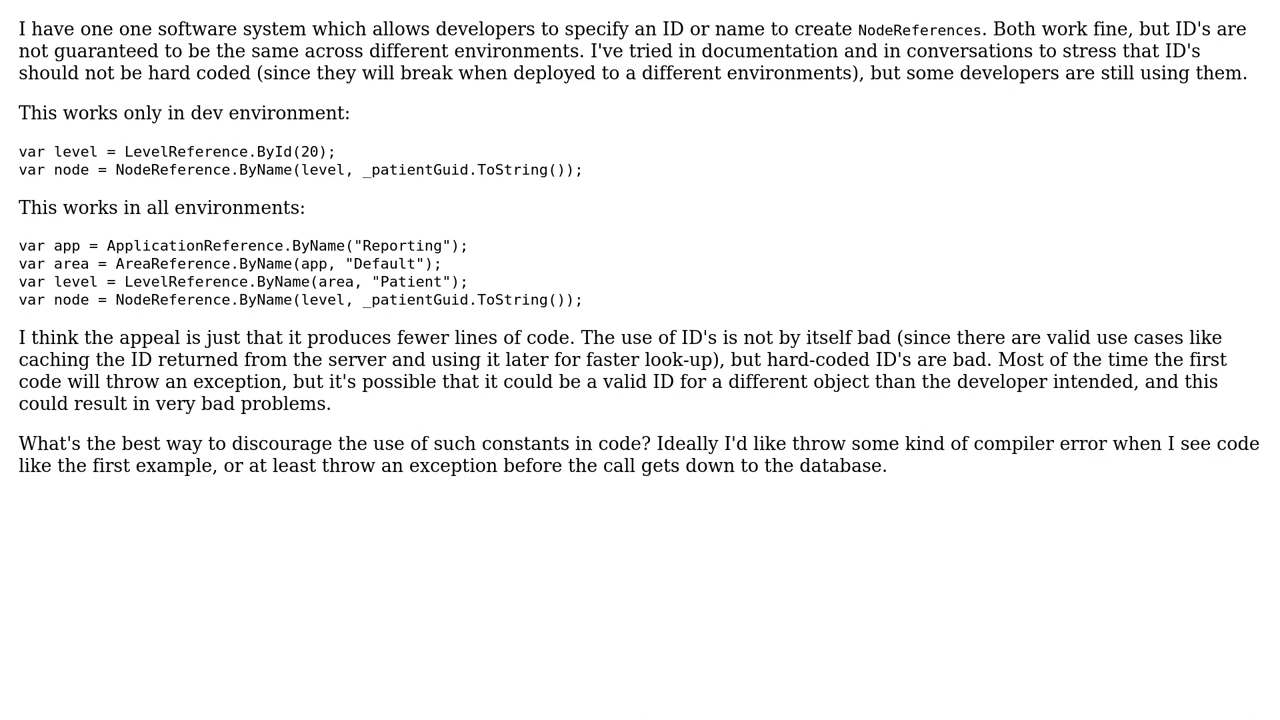 I have one one software system which allows developers to specify an ID or name to create NodeReferences. Both work fine, but ID's are
not guaranteed to be the same across different environments. I've tried in documentation and in conversations to stress that ID's
should not be hard coded (since they will break when deployed to a different environments), but some developers are still using them.
This works only in dev environment:
var level = LevelReference.ById(20);
var node = NodeReference.ByName(level, _patientGuid.ToString());
This works in all environments:
var app = ApplicationReference.ByName("Reporting");
var area = AreaReference.ByName(app, "Default");
var level = LevelReference.ByName(area, "Patient");
var node = NodeReference.ByName(level, _patientGuid.ToString());
I think the appeal is just that it produces fewer lines of code. The use of ID's is not by itself bad (since there are valid use cases like
caching the ID returned from the server and using it later for faster look-up), but hard-coded ID's are bad. Most of the time the first
code will throw an exception, but it's possible that it could be a valid ID for a different object than the developer intended, and this
could result in very bad problems.
What's the best way to discourage the use of such constants in code? Ideally I'd like throw some kind of compiler error when I see code
like the first example, or at least throw an exception before the call gets down to the database.